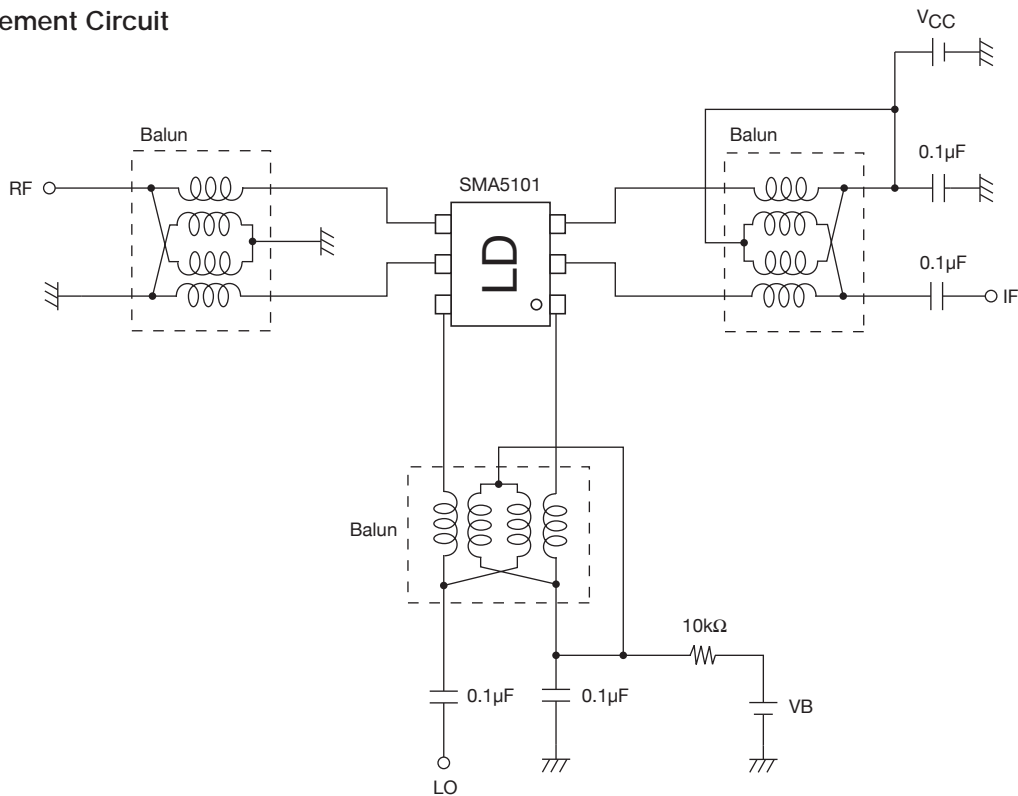 ement Circuit
VCC
Balun
Balun
0.1µF
RF
SMA5101
LD
0.1µF
IF
Balun
10kΩ
0.1µF
0.1µF
VB
LO